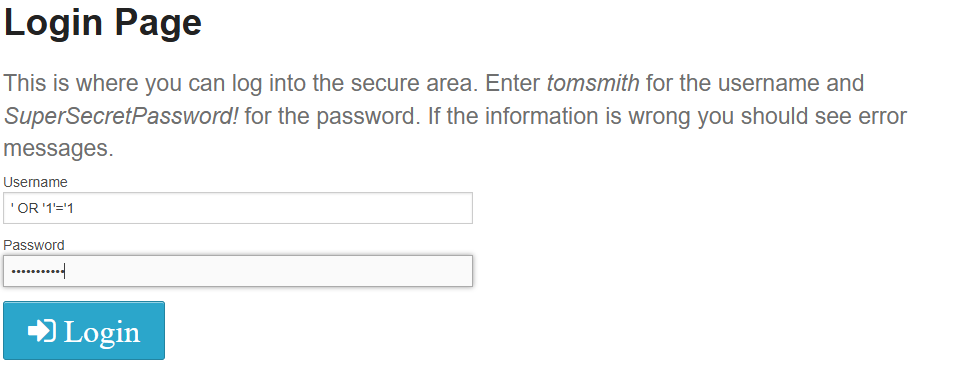 Login Page
This is where you can log into the secure area. Enter tomsmith for the username and
SuperSecretPassword! for the password. If the information is wrong you should see error
messages.
Username
' OR '1'='1
Password
•••••••••••
Login